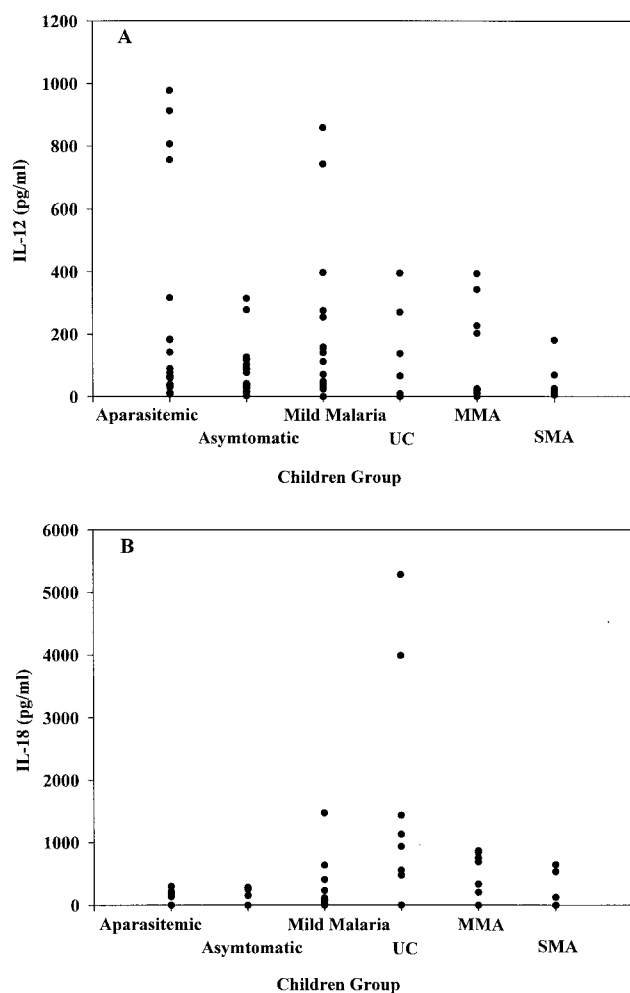 A
1200
1000
800
600
400
200
0
IL-12 (pg/ml)
Aparasitemic
Mild Malaria
MMA
Asymtomatic
UC
SMA
Children Group
B
6000
5000
4000
3000
2000
1000
0
IL-18 (pg/ml)
Aparasitemic
Mild Malaria
MMA
Asymtomatic
UC
SMA
Children Group